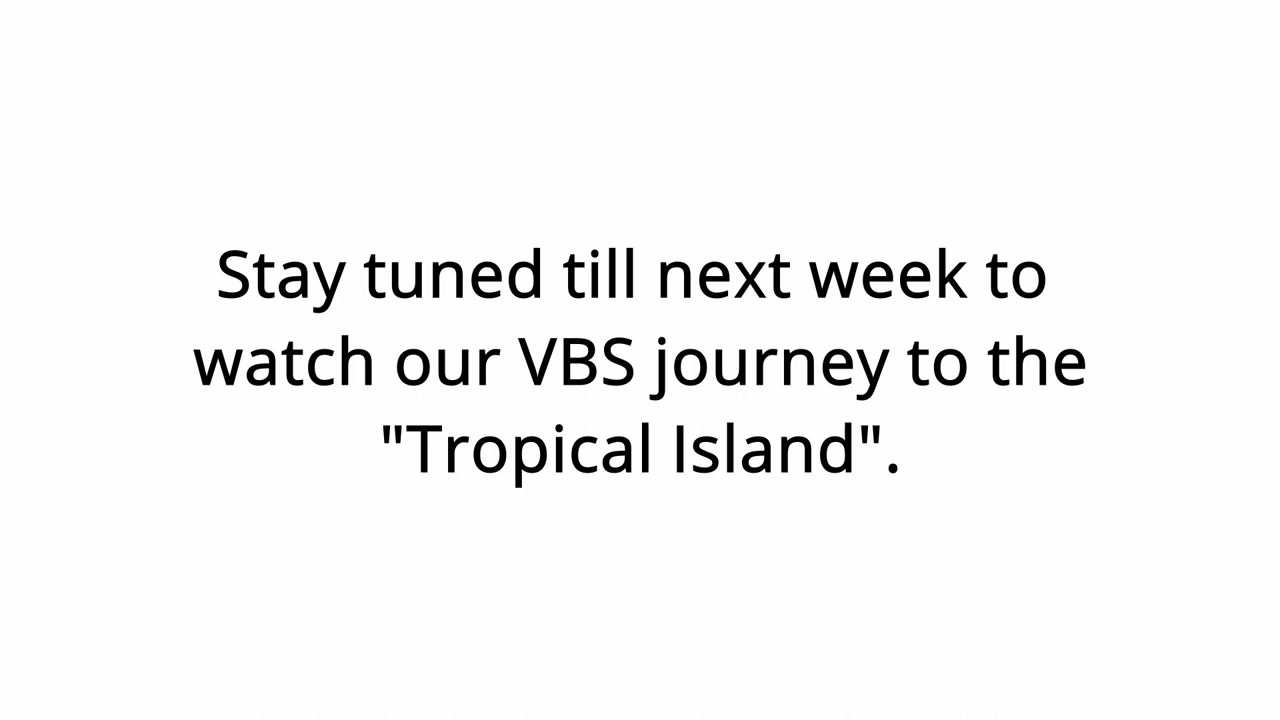 Stay tuned till next week to
watch our VBS journey to the
"Tropical Island".